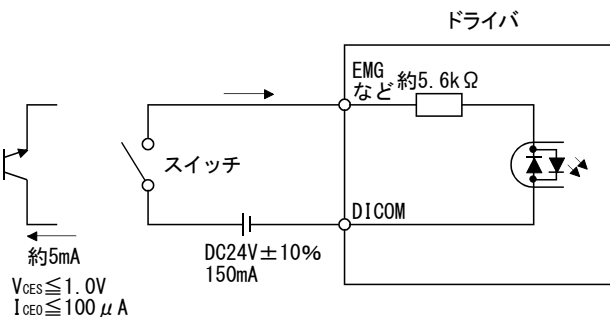 ドライバ
EMG
など
約5.6kΩ
スイッチ
DICOM
約5mA
VCES≦1.0V
ICEO≦100μA
DC24V±10%
150mA